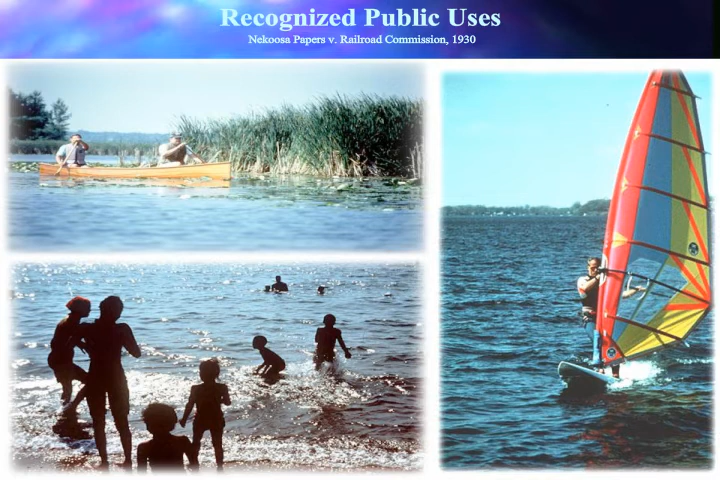 Recognized Public Uses
Nekoosa Papers v. Railroad Commission, 1930